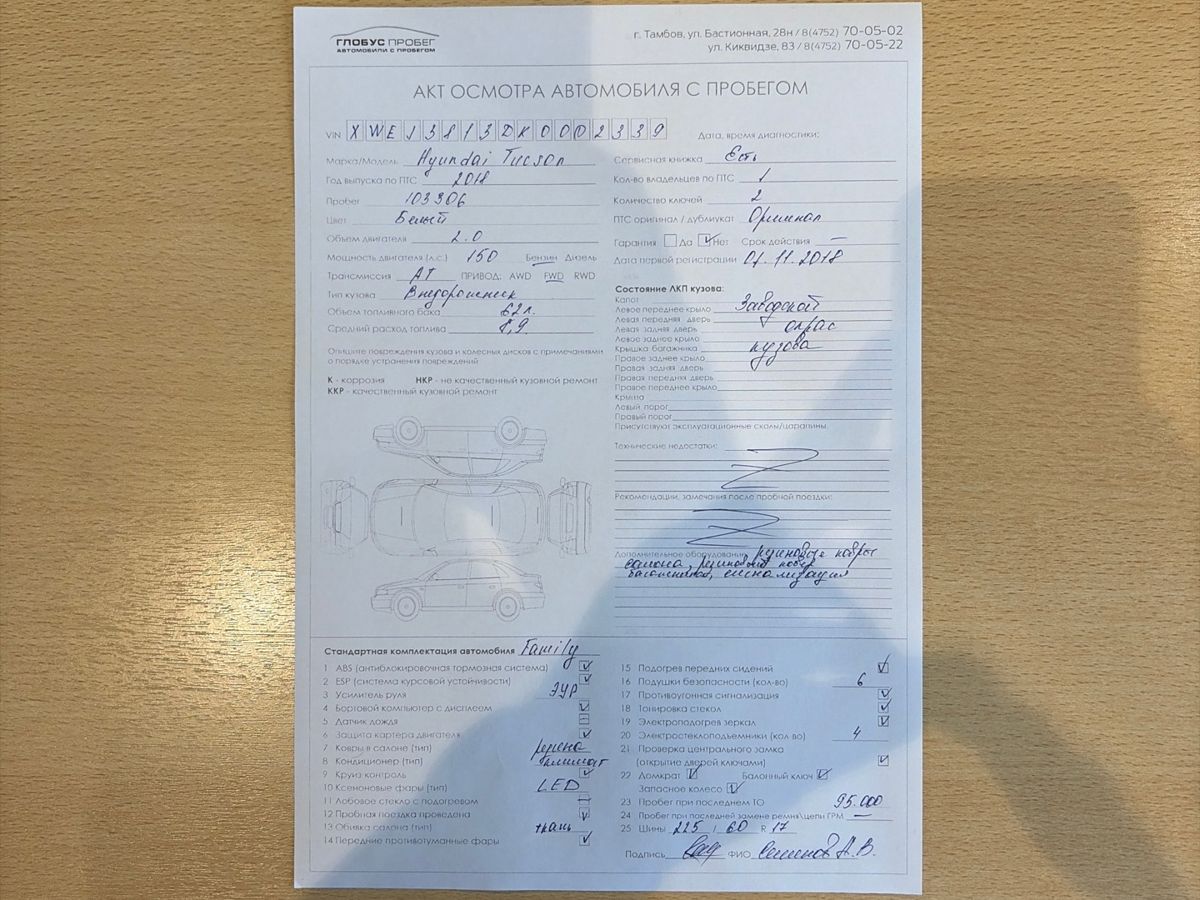 ГЛОБУС ПРОБЕГ
АВТОМОБИЛИ С ПРОБЕГОМ
г. Тамбов, ул. Бастионная, 28н / 8(4752) 70-05-02
ул. Киквидзе, 83 / 8(4752) 70-05-22
АКТ ОСМОТРА АВТОМОБИЛЯ С ПРОБЕГОМ
VIN XWEJ3813DK0002339
Дата, время диагностики:
Марка/Модель Hyundai Tucson
Год выпуска по ПТС 2018
Пробег 103306
Цвет Белый
Объем двигателя 2.0
Мощность двигателя (л.с.) 150 Бензин Дизель
Трансмиссия АТ ПРИВОД: AWD FWD RWD
Тип кузова
Объем топливного бака 62л.
Средний расход топлива 8,9
Сервисная книжка Есть
Кол-во владельцев по ПТС 1
Количество ключей 2
ПТС оригинал / дубликат Оригинал
Гарантия Да Нет Срок действия —
Дата первой регистрации 01.11.2018
Опишите повреждения кузова и колесных дисков с примечаниями
о порядке устранения повреждений
К - коррозия НКР - не качественный кузовной ремонт
ККР - качественный кузовной ремонт
Состояние ЛКП кузова:
Капот
Левое переднее крыло Заводской
Левая передняя дверь
Левая задняя дверь окрас
Левое заднее крыло
Крышка багажника кузова
Правое заднее крыло
Правая задняя дверь
Правая передняя дверь
Правое переднее крыло
Крыша
Левый порог
Правый порог
Присутствуют эксплуатационные сколы/царапины.
Технические недостатки:
Рекомендации, замечания после пробной поездки:
Дополнительное оборудование: резиновые ковры
салона, резиновый ковер
багажника, сигнализация
Стандартная комплектация автомобиля Family
1 ABS (антиблокировочная тормозная система)
2 ESP (система курсовой устойчивости)
3 Усилитель руля ЭУР
4 Бортовой компьютер с дисплеем
5 Датчик дождя
6 Защита картера двигателя
7 Ковры в салоне (тип) резина
8 Кондиционер (тип) климат
9 Круиз контроль
10 Ксеноновые фары (тип) LED
11 Лобовое стекло с подогревом
12 Пробная поездка проведена
13 Обивка салона (тип) ткань
14 Передние противотуманные фары
15 Подогрев передних сидений
16 Подушки безопасности (кол-во) 6
17 Противоугонная сигнализация
18 Тонировка стекол
19 Электроподогрев зеркал
20 Электростеклоподъемники (кол во) 4
21 Проверка центрального замка
(открытие дверей ключами)
22 Домкрат Балонный ключ
Запасное колесо
23 Пробег при последнем ТО 95.000
24 Пробег при последней замене ремня\цепи ГРМ —
25 Шины 225 / 60 R 17
Подпись ФИО Семенов А.В.